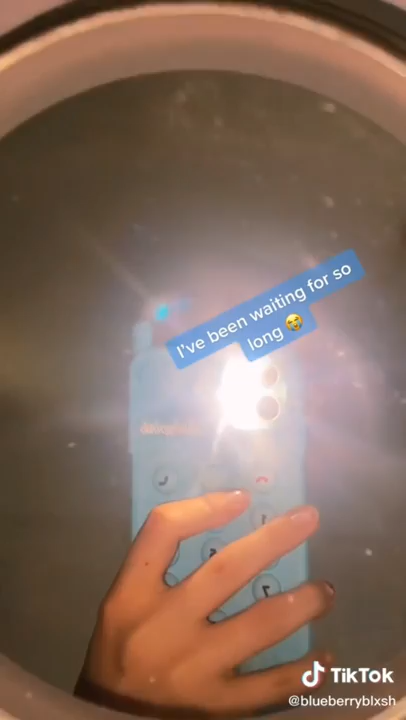 I've been waiting for so
long 😭
TikTok
@blueberryblxsh